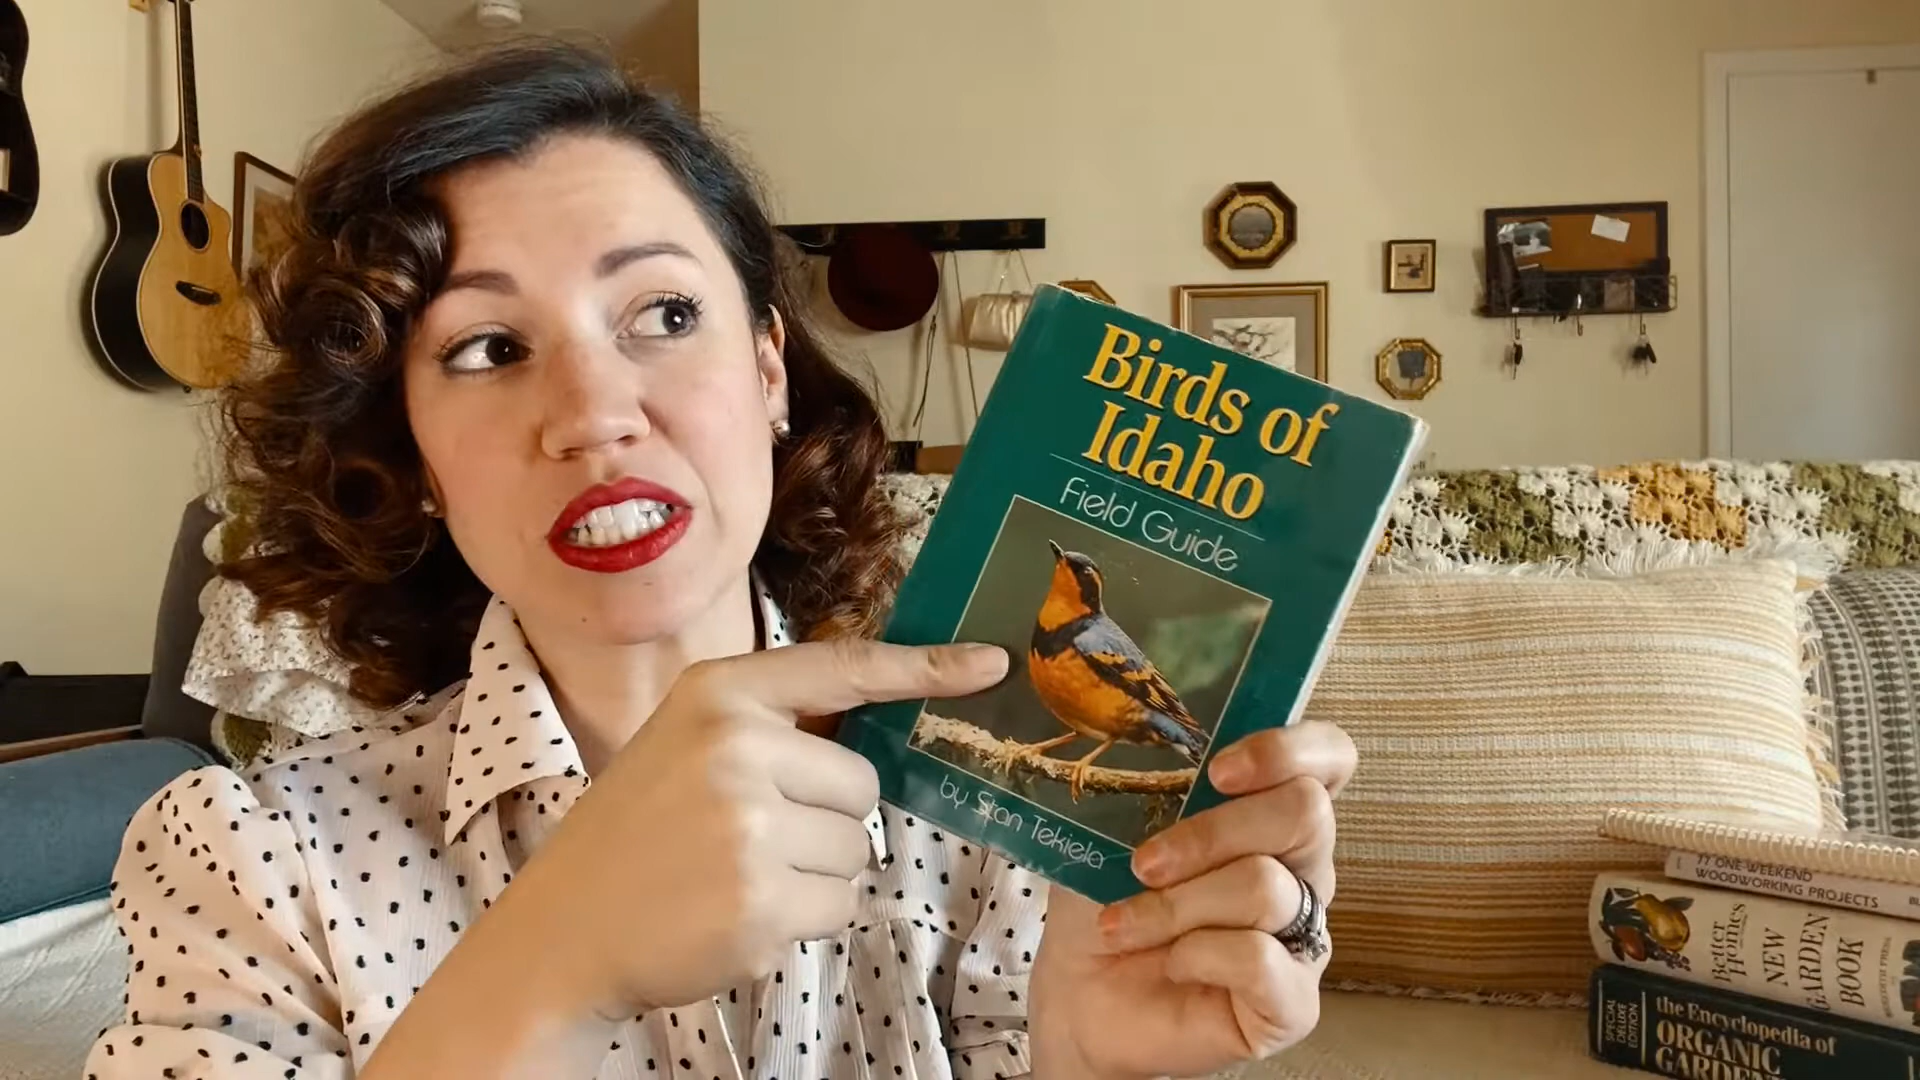 Birds of
Idaho
Field Guide
by Stan Tekiela
77 ONE-WEEKEND
WOODWORKING PROJECTS
Better
Homes
NEW
GARDEN
BOOK
SPECIAL
DELUXE
EDITION
the Encyclopedia of
ORGANIC